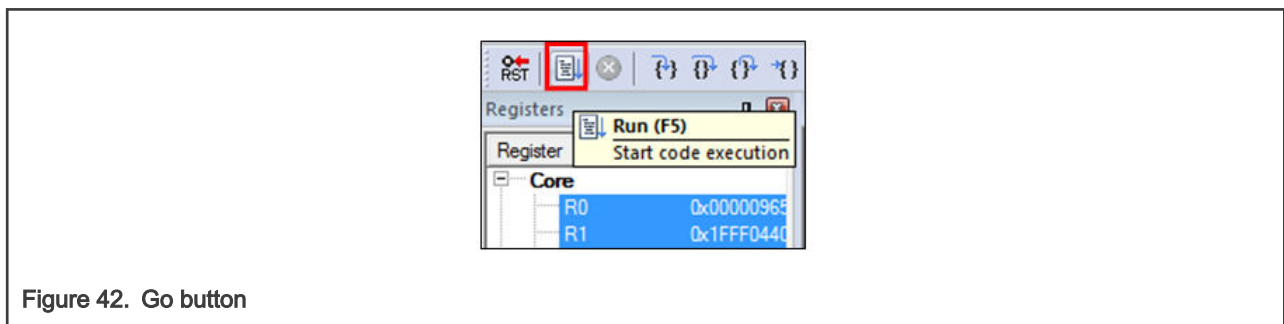 RST
Registers
Run (F5)
Register Start code execution
Core
R0 0x00000965
R1 0x1FFF0440
Figure 42. Go button